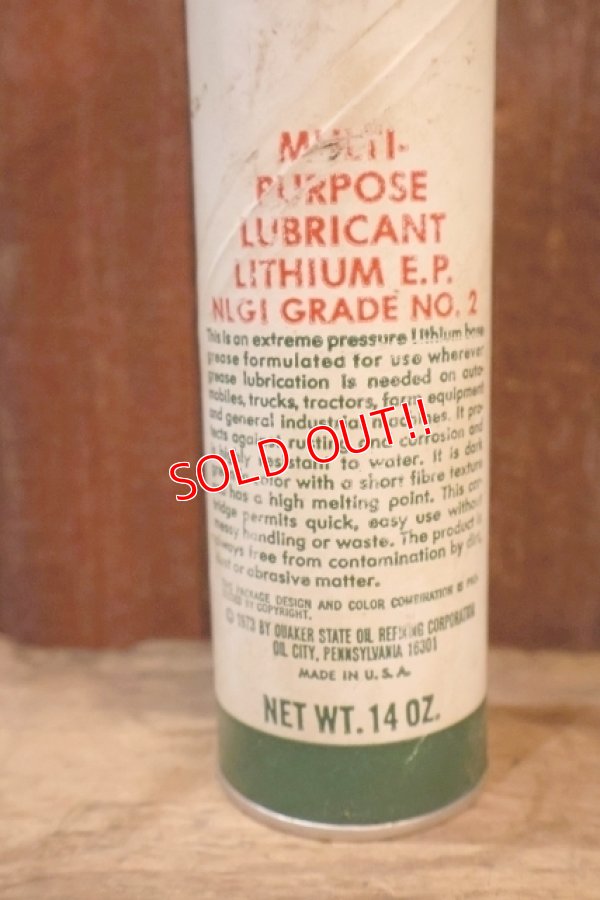 MULTI-
PURPOSE
LUBRICANT
LITHIUM E.P.
NLGI GRADE NO. 2
This is an extreme pressure Lithium base
grease formulated for use wherever
grease lubrication is needed on auto-
mobiles, trucks, tractors, farm equipment
and general industrial machines. It pro-
tects against rusting and corrosion and
is highly resistant to water. It is dark
color with a short fibre texture
has a high melting point. This car-
tridge permits quick, easy use without
messy handling or waste. The product is
always free from contamination by dirt,
dust or abrasive matter.
THE PACKAGE DESIGN AND COLOR COMBINATION IS PRO-
TECTED BY COPYRIGHT.
© 1973 BY QUAKER STATE OIL REFINING CORPORATION
OIL CITY, PENNSYLVANIA 16301
MADE IN U.S.A.
NET WT. 14 OZ.
SOLD OUT!!